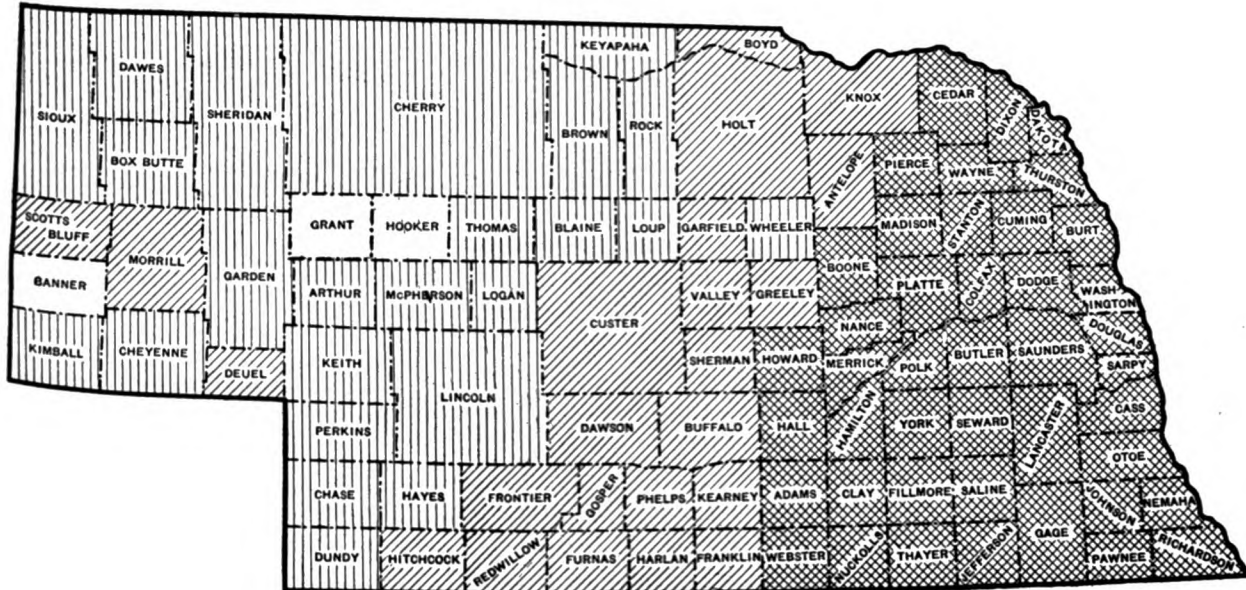 KEYAPAHA
BOYD
DAWES
SIOUX
SHERIDAN
CHERRY
BROWN
ROCK
HOLT
KNOX
CEDAR
DIXON
DAKOTA
BOX BUTTE
ANTELOPE
PIERCE
WAYNE
THURSTON
SCOTTS
BLUFF
MORRILL
GARDEN
GRANT
HOOKER
THOMAS
BLAINE
LOUP
GARFIELD
WHEELER
MADISON
STANTON
CUMING
BURT
BANNER
ARTHUR
McPHERSON
LOGAN
CUSTER
VALLEY
GREELEY
BOONE
PLATTE
COLFAX
DODGE
WASH-
INGTON
KIMBALL
CHEYENNE
DEUEL
KEITH
LINCOLN
SHERMAN
HOWARD
NANCE
MERRICK
POLK
BUTLER
SAUNDERS
DOUGLAS
SARPY
PERKINS
DAWSON
BUFFALO
HALL
HAMILTON
YORK
SEWARD
LANCASTER
CASS
OTOE
CHASE
HAYES
FRONTIER
GOSPER
PHELPS
KEARNEY
ADAMS
CLAY
FILLMORE
SALINE
GAGE
JOHNSON
NEMAHA
DUNDY
HITCHCOCK
REDWILLOW
FURNAS
HARLAN
FRANKLIN
WEBSTER
NUCKOLLS
THAYER
JEFFERSON
PAWNEE
RICHARDSON